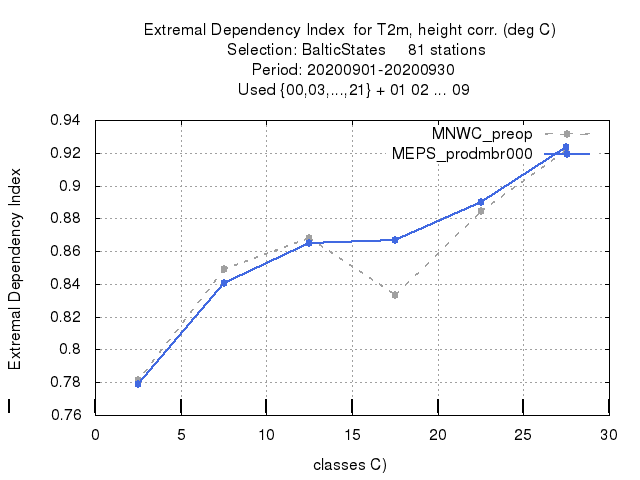 Extremal Dependency Index  for T2m, height corr. (deg C)
Selection: BalticStates     81 stations
Period: 20200901-20200930
Used {00,03,...,21} + 01 02 ... 09
MNWC_preop
MEPS_prodmbr000
Extremal Dependency Index
0.94
0.92
0.9
0.88
0.86
0.84
0.82
0.8
0.78
0.76
0 5 10 15 20 25 30
classes C)